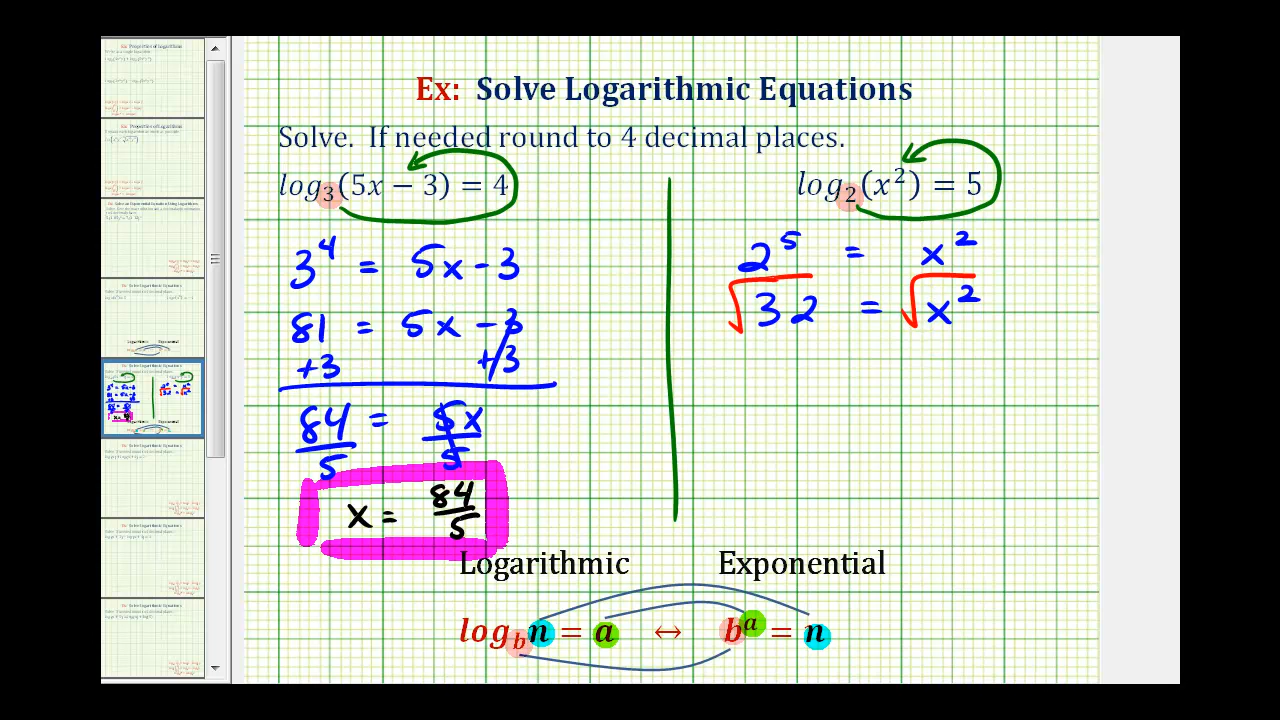 Ex: Solve Logarithmic Equations
Solve. If needed round to 4 decimal places.
log₃(5x − 3) = 4
3⁴ = 5x - 3
81 = 5x - 3
+3 +3
84 = 5x
5 5
x = 84/5
log₂(x²) = 5
2⁵ = x²
√32 = √x²
Logarithmic Exponential
log_b n = a ↔ bᵃ = n